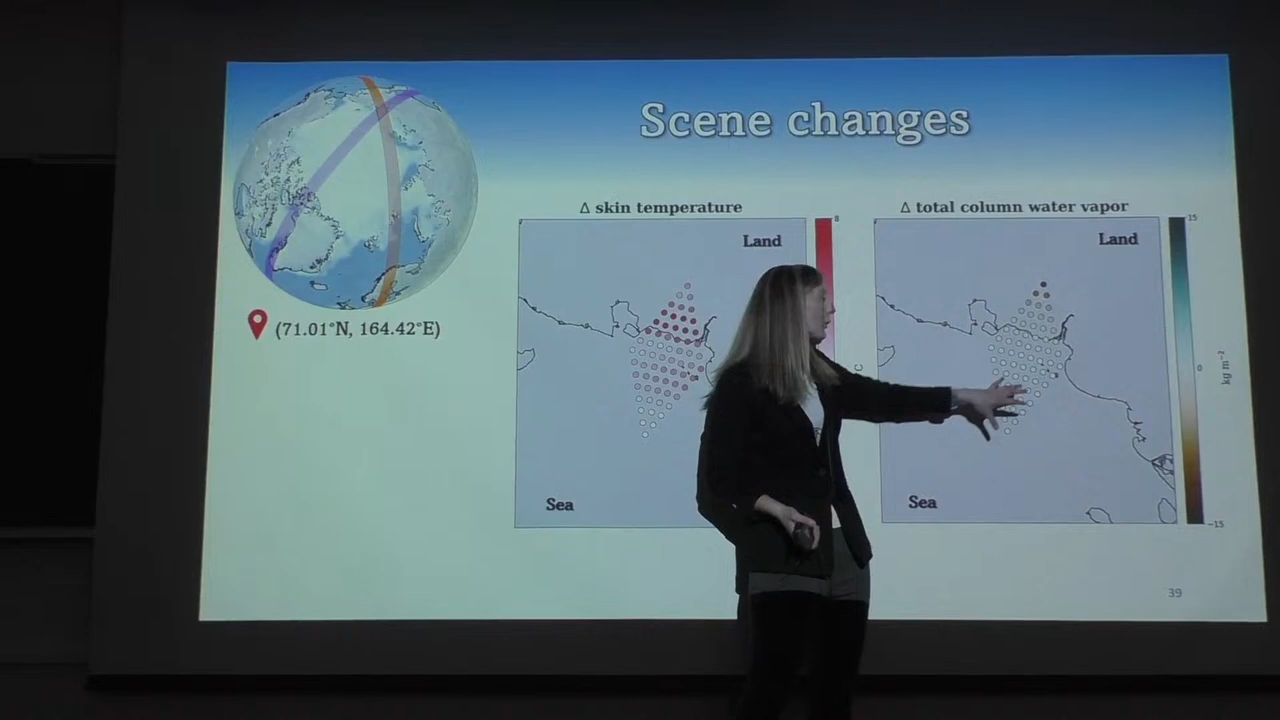 Scene changes
(71.01°N, 164.42°E)
Δ skin temperature
8
Land
Sea
C
Δ total column water vapor
15
Land
0
kg m⁻²
Sea
−15
39